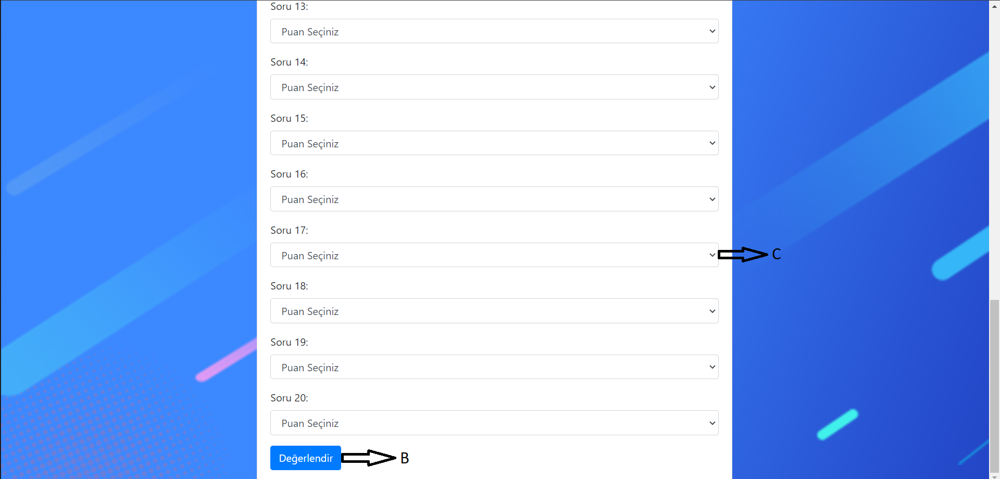 Soru 13:
Puan Seçiniz
Soru 14:
Puan Seçiniz
Soru 15:
Puan Seçiniz
Soru 16:
Puan Seçiniz
Soru 17:
Puan Seçiniz C
Soru 18:
Puan Seçiniz
Soru 19:
Puan Seçiniz
Soru 20:
Puan Seçiniz
Değerlendir B